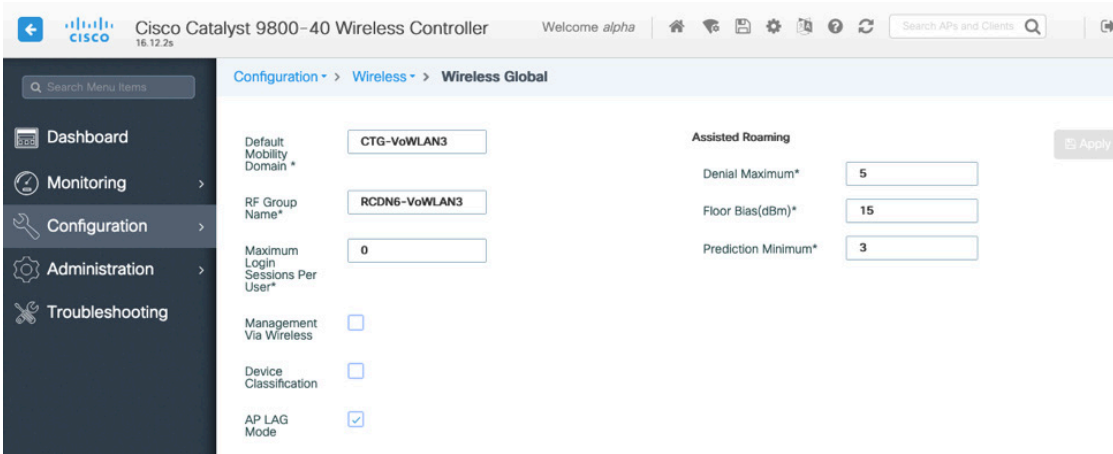 CISCO
Cisco Catalyst 9800-40 Wireless Controller
16.12.2s
Welcome alpha
Search APs and Clients
Search Menu Items
Dashboard
Monitoring
Configuration
Administration
Troubleshooting
Configuration > Wireless > Wireless Global
Default
Mobility
Domain *
CTG-VoWLAN3
RF Group
Name*
RCDN6-VoWLAN3
Maximum
Login
Sessions Per
User*
0
Management
Via Wireless
Device
Classification
AP LAG
Mode
Assisted Roaming
Denial Maximum*
5
Floor Bias(dBm)*
15
Prediction Minimum*
3
Apply